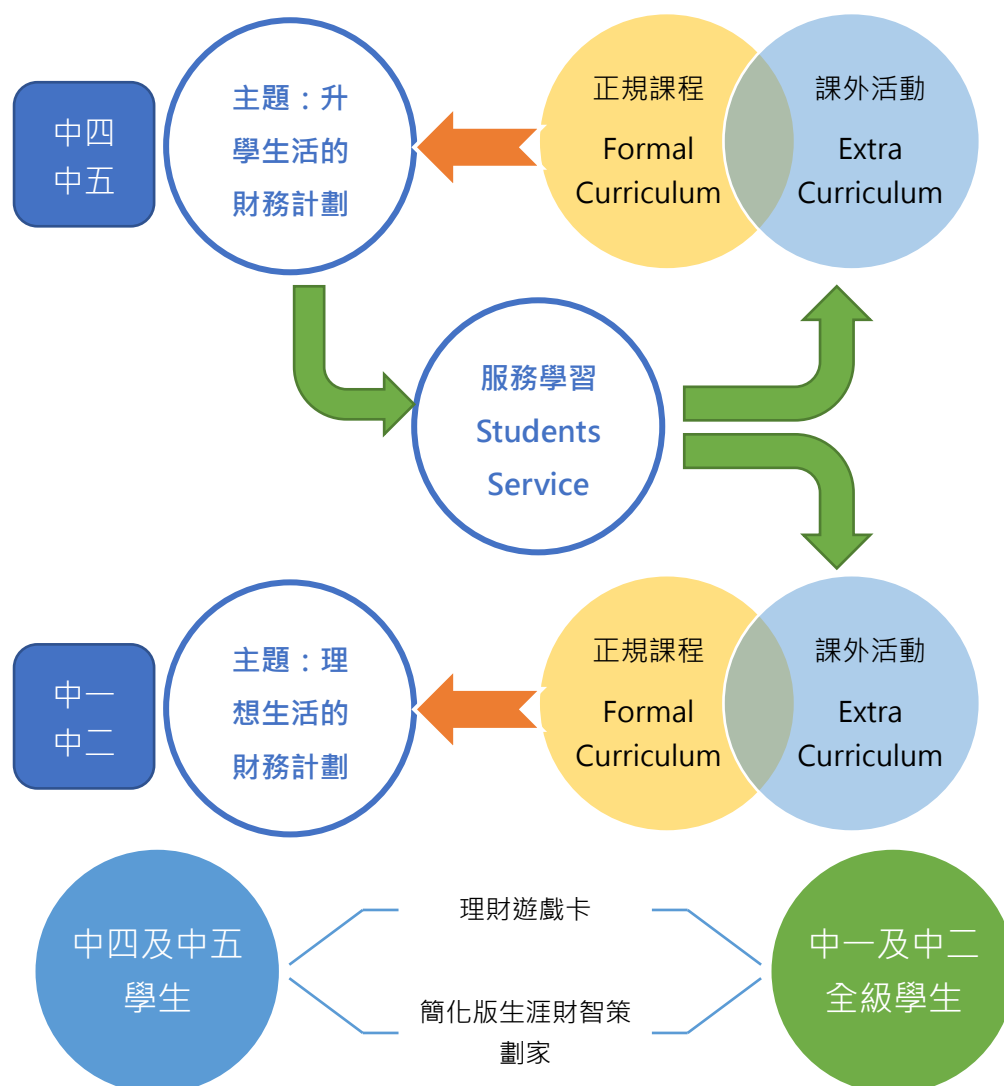 中四
中五
主題：升
學生活的
財務計劃
正規課程
Formal
Curriculum
課外活動
Extra
Curriculum
服務學習
Students
Service
中一
中二
主題：理
想生活的
財務計劃
正規課程
Formal
Curriculum
課外活動
Extra
Curriculum
中四及中五
學生
理財遊戲卡
簡化版生涯財智策
劃家
中一及中二
全級學生